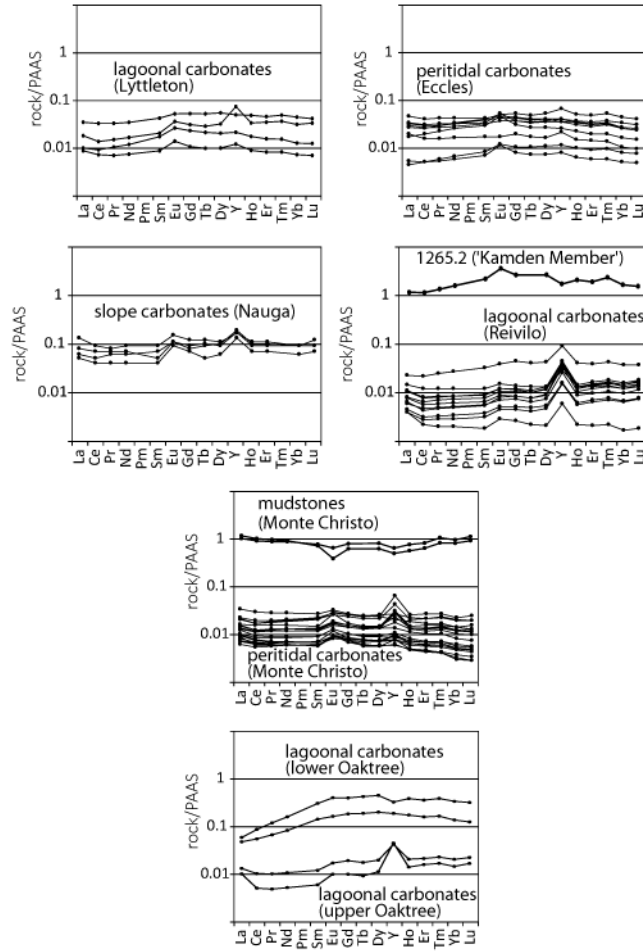 1
lagoonal carbonates
(Lyttleton)
0.1
0.01
rock/PAAS
La Ce Pr Nd Pm Sm Eu Gd Tb Dy Y Ho Er Tm Yb Lu
1
peritidal carbonates
(Eccles)
0.1
0.01
La Ce Pr Nd Pm Sm Eu Gd Tb Dy Y Ho Er Tm Yb Lu
1
slope carbonates (Nauga)
0.1
0.01
rock/PAAS
La Ce Pr Nd Pm Sm Eu Gd Tb Dy Y Ho Er Tm Yb Lu
1265.2 ('Kamden Member')
1
lagoonal carbonates
(Reivilo)
0.1
0.01
rock/PAAS
La Ce Pr Nd Pm Sm Eu Gd Tb Dy Y Ho Er Tm Yb Lu
mudstones
(Monte Christo)
1
0.1
0.01
rock/PAAS
peritidal carbonates
(Monte Christo)
La Ce Pr Nd Pm Sm Eu Gd Tb Dy Y Ho Er Tm Yb Lu
lagoonal carbonates
(lower Oaktree)
1
0.1
0.01
rock/PAAS
lagoonal carbonates
(upper Oaktree)
La Ce Pr Nd Pm Sm Eu Gd Tb Dy Y Ho Er Tm Yb Lu